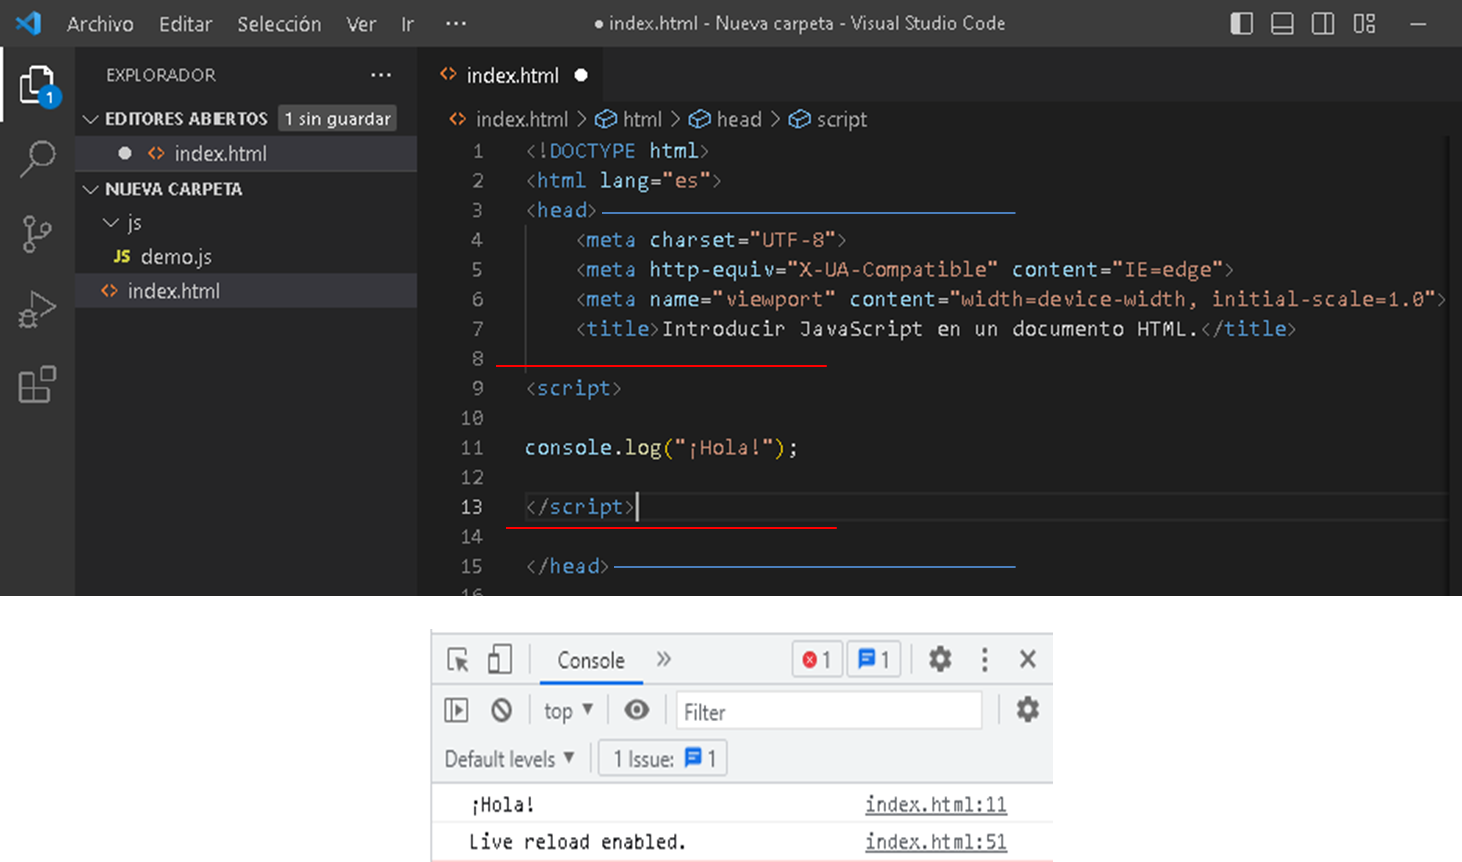 Archivo Editar Selección Ver Ir ··· ● index.html - Nueva carpeta - Visual Studio Code
EXPLORADOR ···
index.html ●
1
EDITORES ABIERTOS 1 sin guardar
index.html > html > head > script
● index.html
NUEVA CARPETA
js
JS demo.js
index.html
1 <!DOCTYPE html>
2 <html lang="es">
3 <head>
4 <meta charset="UTF-8">
5 <meta http-equiv="X-UA-Compatible" content="IE=edge">
6 <meta name="viewport" content="width=device-width, initial-scale=1.0">
7 <title>Introducir JavaScript en un documento HTML.</title>
8
9 <script>
10
11 console.log("¡Hola!");
12
13 </script>
14
15 </head>
16
Console » 1 1
top ▼ Filter
Default levels ▼ 1 Issue: 1
¡Hola! index.html:11
Live reload enabled. index.html:51